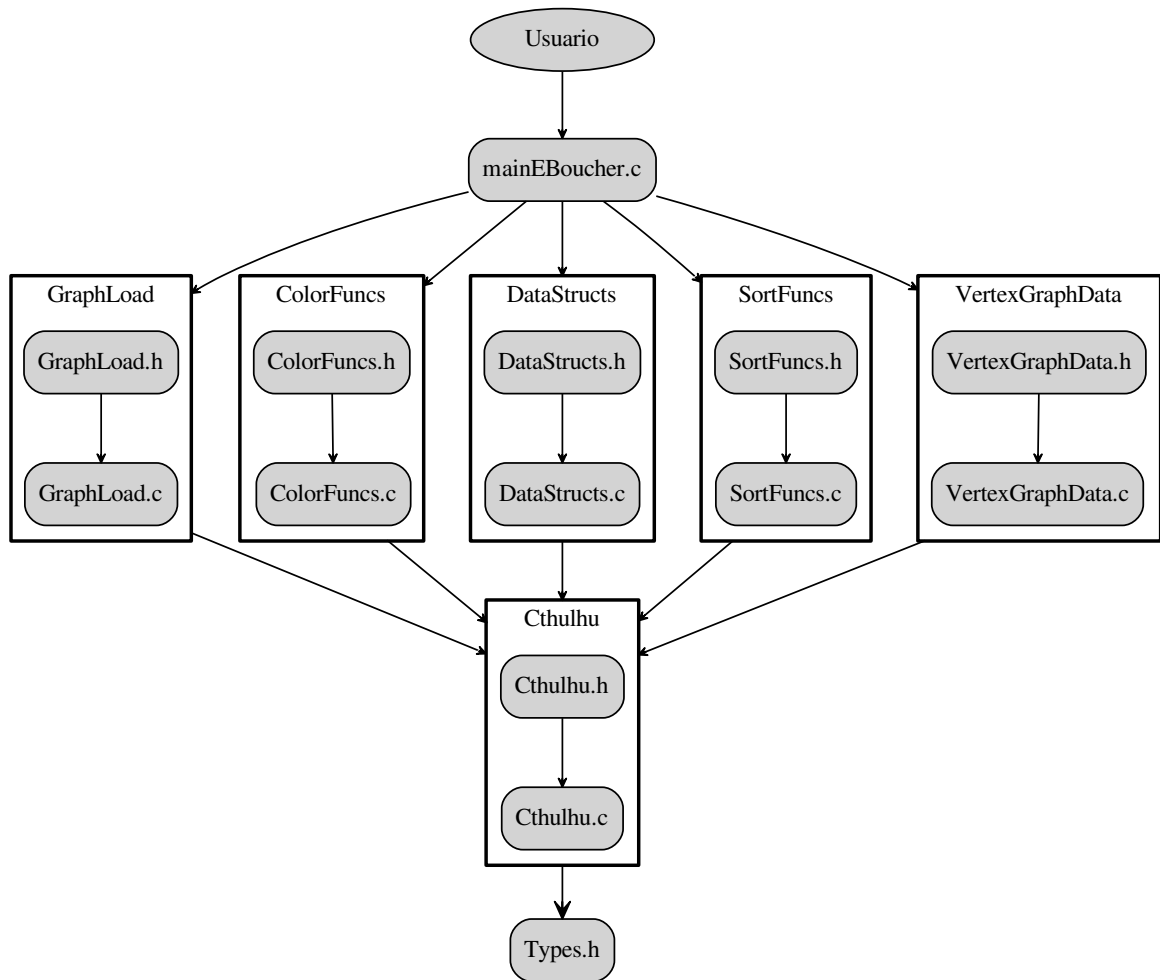 Usuario
mainEBoucher.c
GraphLoad
ColorFuncs
DataStructs
SortFuncs
VertexGraphData
GraphLoad.h
ColorFuncs.h
DataStructs.h
SortFuncs.h
VertexGraphData.h
GraphLoad.c
ColorFuncs.c
DataStructs.c
SortFuncs.c
VertexGraphData.c
Cthulhu
Cthulhu.h
Cthulhu.c
Types.h